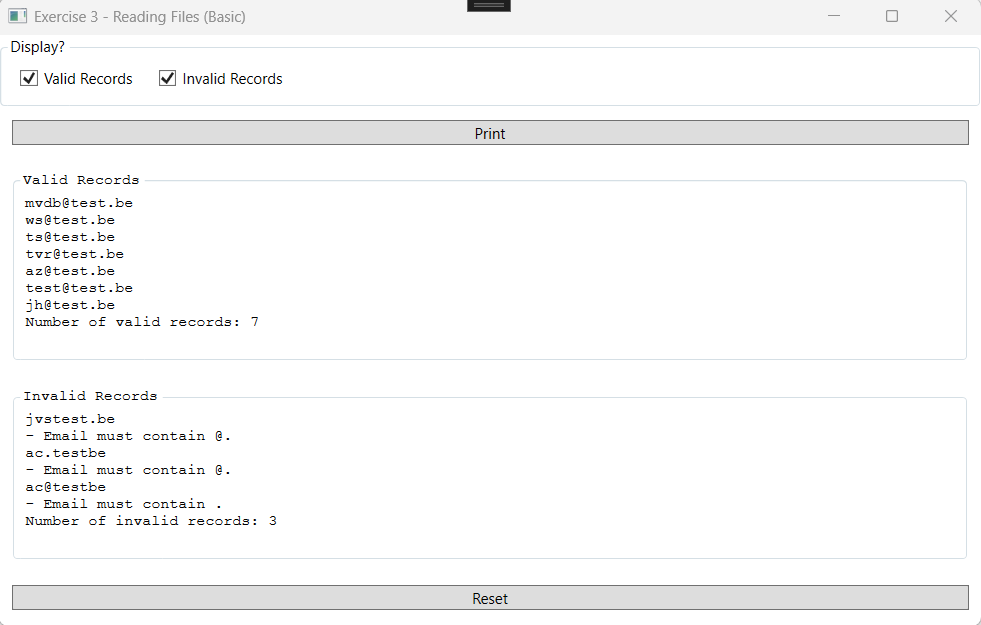 Exercise 3 - Reading Files (Basic)
Display?
Valid Records
Invalid Records
Print
Valid Records
mvdb@test.be
ws@test.be
ts@test.be
tvr@test.be
az@test.be
test@test.be
jh@test.be
Number of valid records: 7
Invalid Records
jvstest.be
- Email must contain @.
ac.testbe
- Email must contain @.
ac@testbe
- Email must contain .
Number of invalid records: 3
Reset